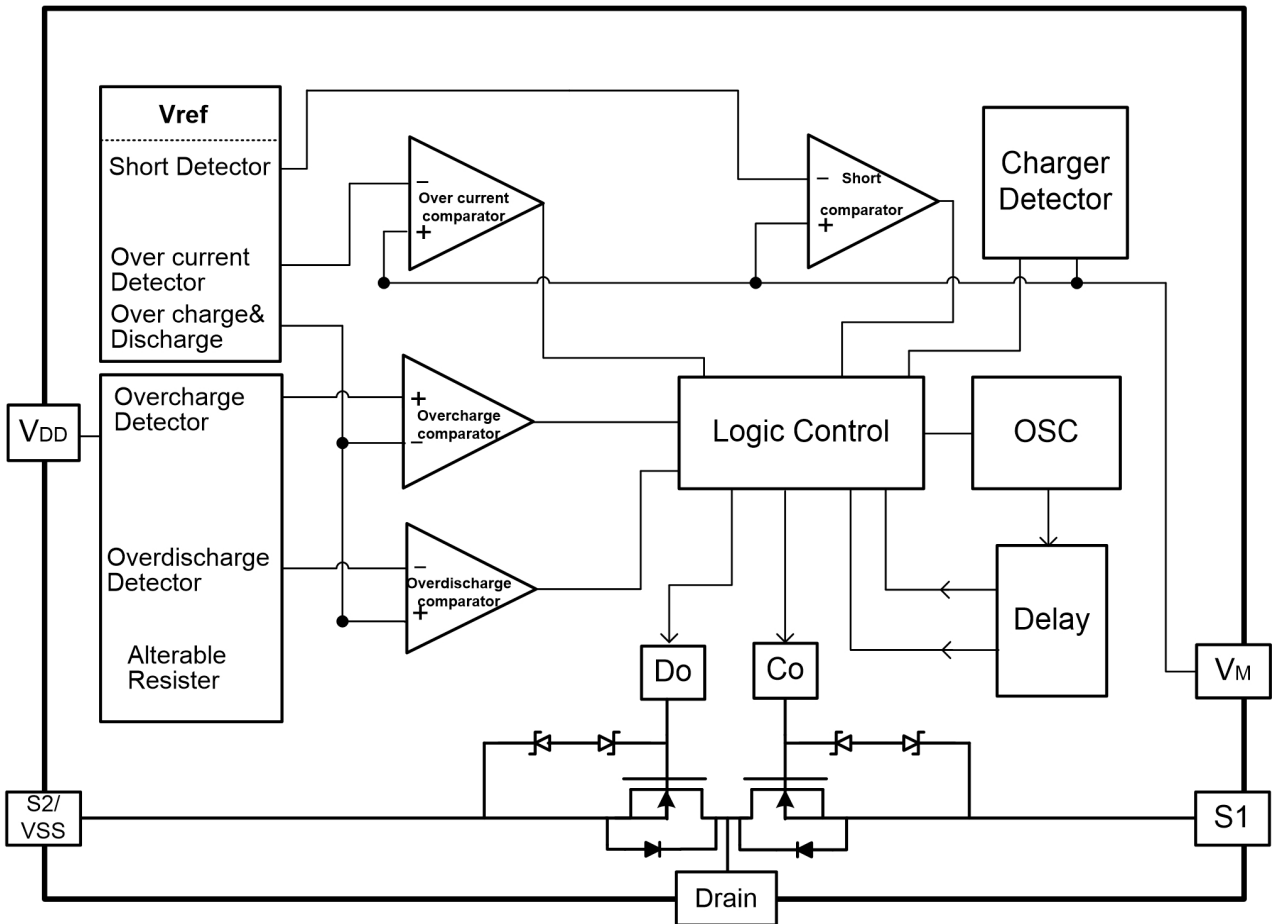 Vref
Short Detector
Over current
Detector
Over charge&
Discharge
Overcharge
Detector
Overdischarge
Detector
Alterable
Resister
VDD
−
Over current
comparator
+
− Short
comparator
+
Charger
Detector
+
Overcharge
comparator
−
−
Overdischarge
comparator
+
Logic Control
OSC
Delay
Do
Co
VM
S2/
VSS
S1
Drain